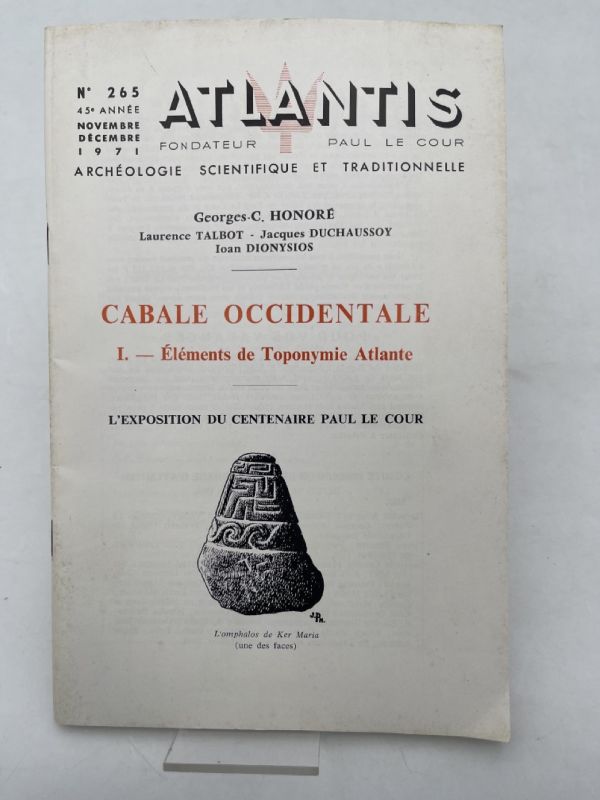 N° 265
45e ANNÉE
NOVEMBRE
DÉCEMBRE
1971
ATLANTIS
FONDATEUR PAUL LE COUR
ARCHÉOLOGIE SCIENTIFIQUE ET TRADITIONNELLE
Georges-C. HONORÉ
Laurence TALBOT - Jacques DUCHAUSSOY
Ioan DIONYSIOS
CABALE OCCIDENTALE
I. — Éléments de Toponymie Atlante
L'EXPOSITION DU CENTENAIRE PAUL LE COUR
L'omphalos de Ker Maria
(une des faces)